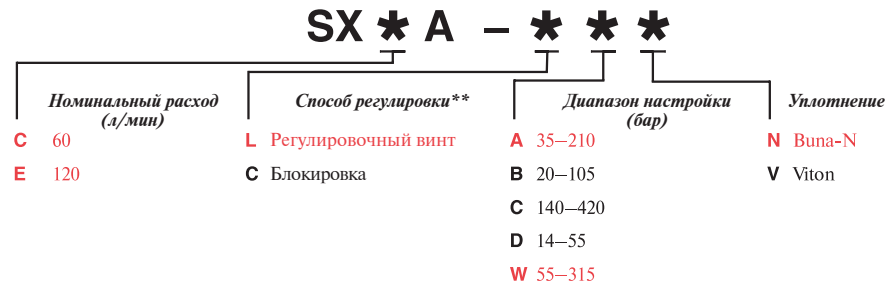 SX * A – * * *
Номинальный расход (л/мин)
C 60
E 120
Способ регулировки**
L Регулировочный винт
C Блокировка
Диапазон настройки (бар)
A 35–210
B 20–105
C 140–420
D 14–55
W 55–315
Уплотнение
N Buna-N
V Viton